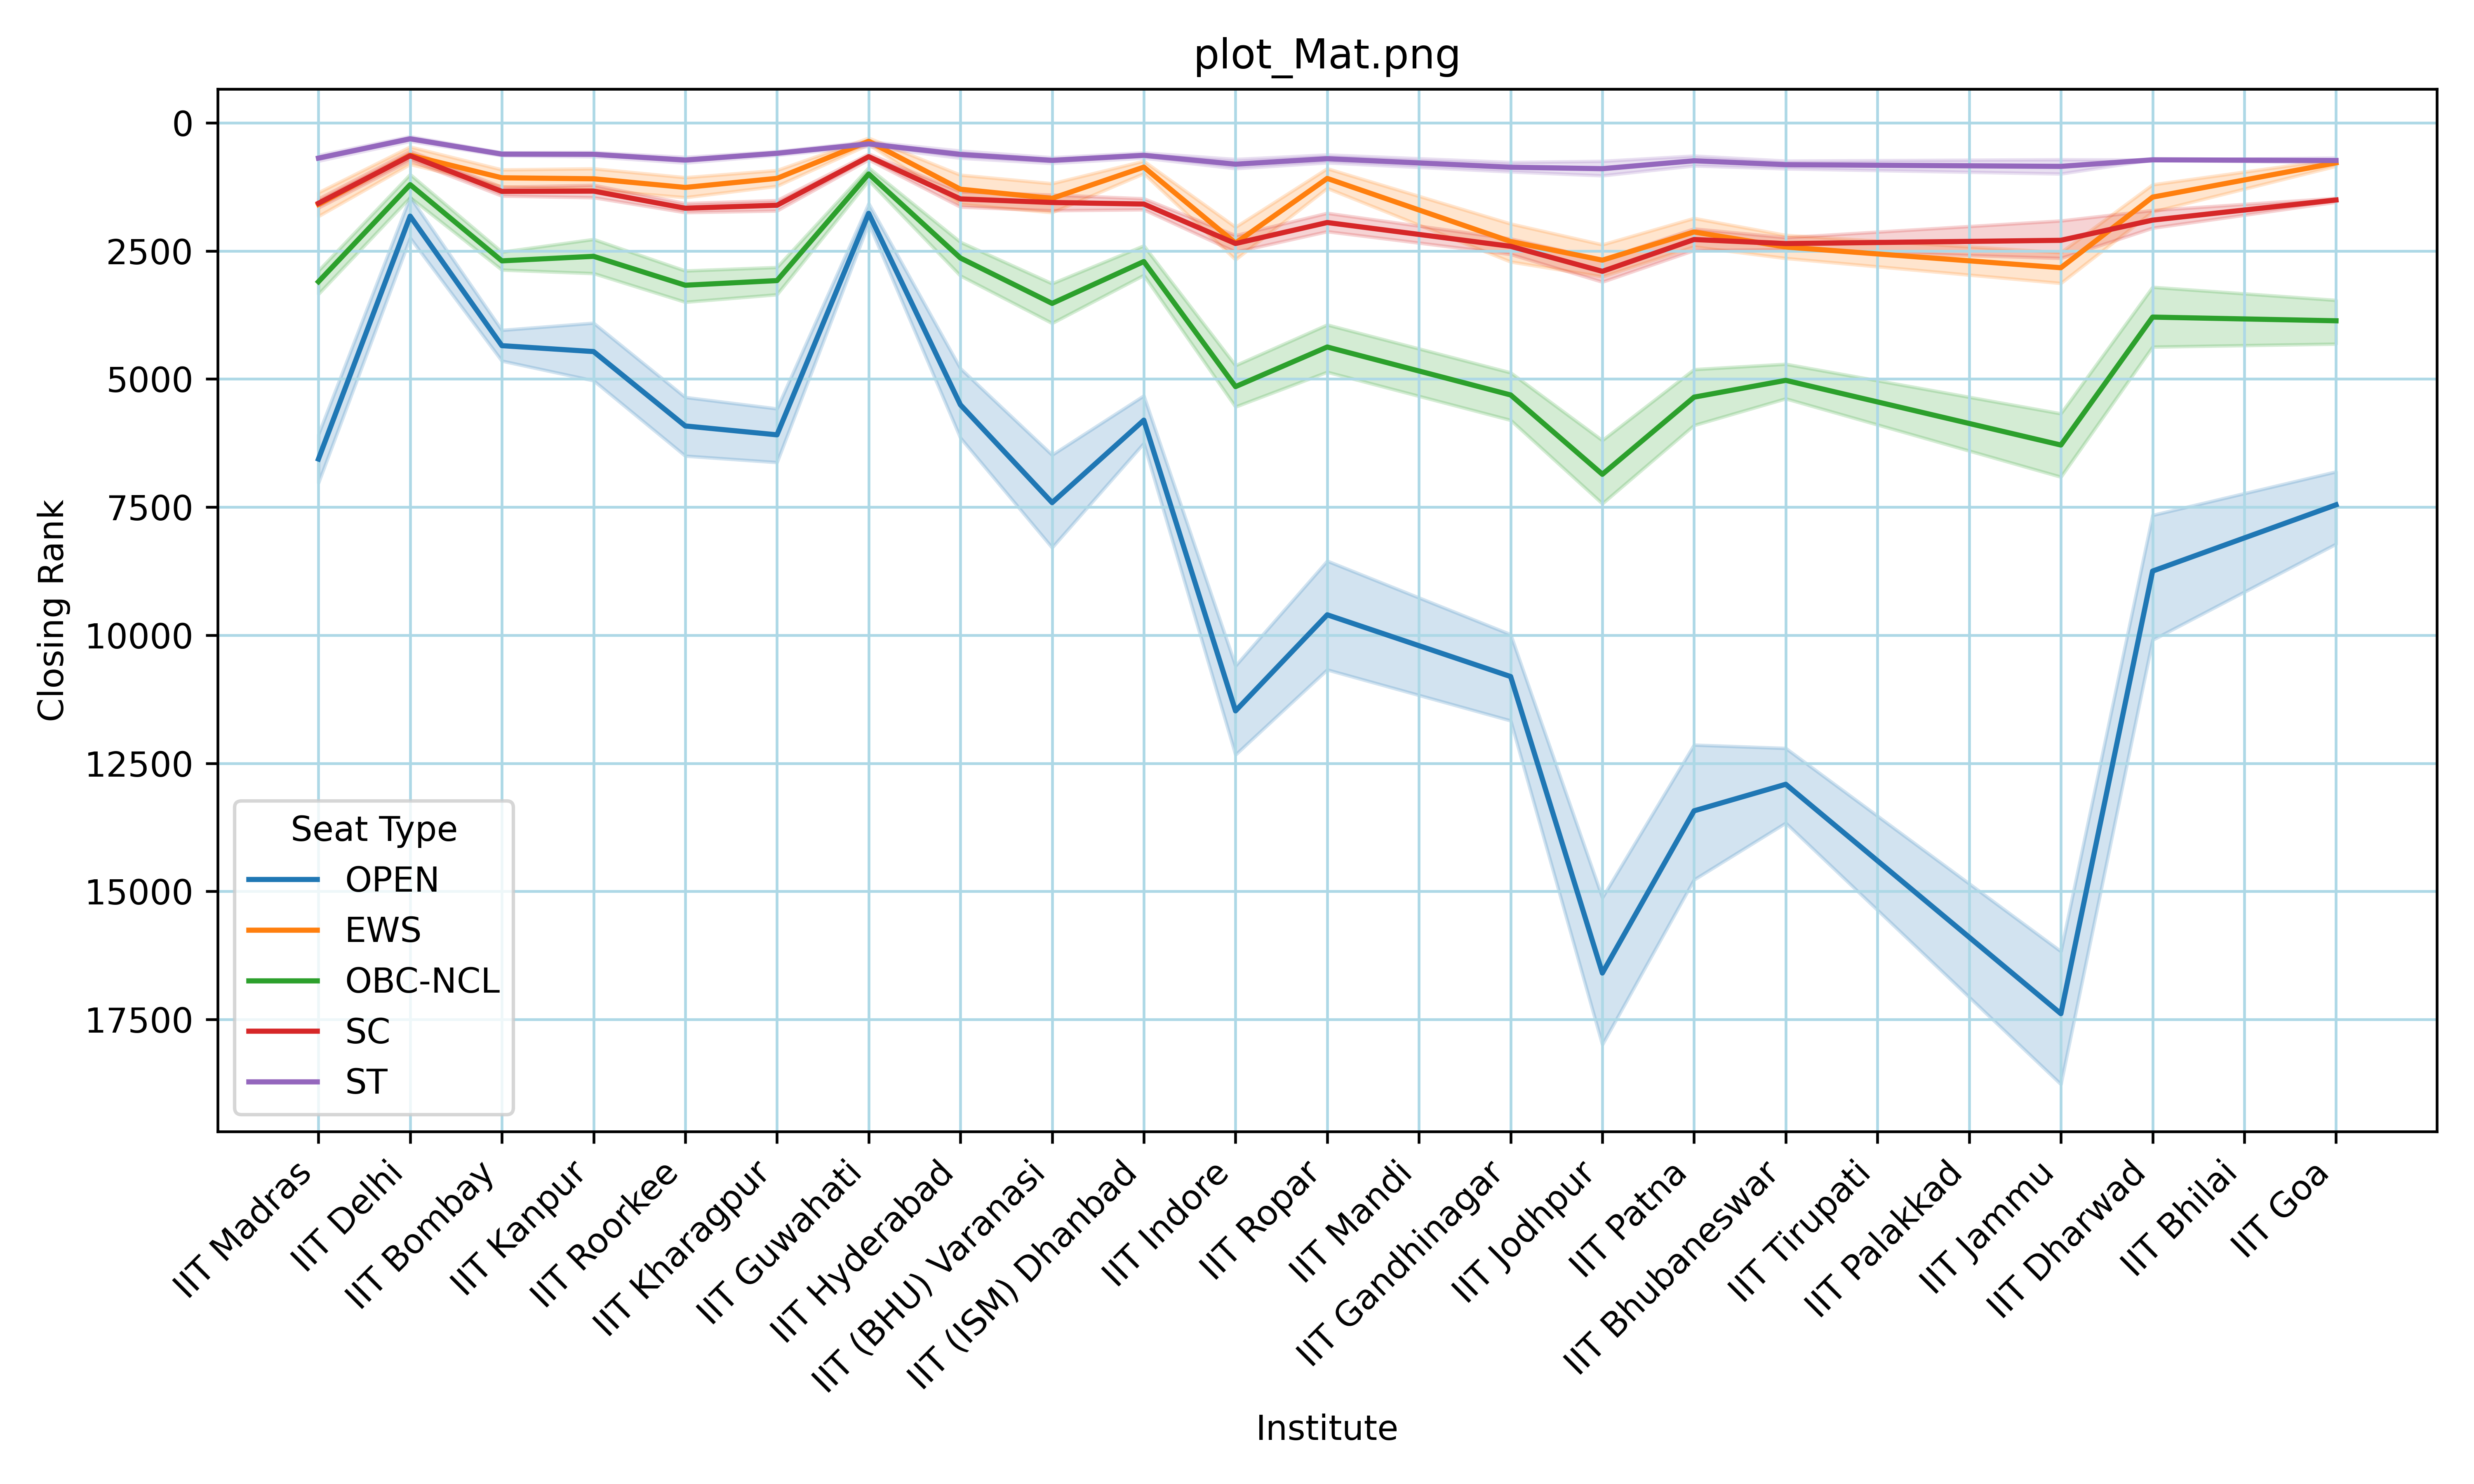 plot_Mat.png
0
2500
5000
7500
10000
12500
15000
17500
Closing Rank
Seat Type
OPEN
EWS
OBC-NCL
SC
ST
IIT Madras
IIT Delhi
IIT Bombay
IIT Kanpur
IIT Roorkee
IIT Kharagpur
IIT Guwahati
IIT Hyderabad
IIT (BHU) Varanasi
IIT (ISM) Dhanbad
IIT Indore
IIT Ropar
IIT Mandi
IIT Gandhinagar
IIT Jodhpur
IIT Patna
IIT Bhubaneswar
IIT Tirupati
IIT Palakkad
IIT Jammu
IIT Dharwad
IIT Bhilai
IIT Goa
Institute